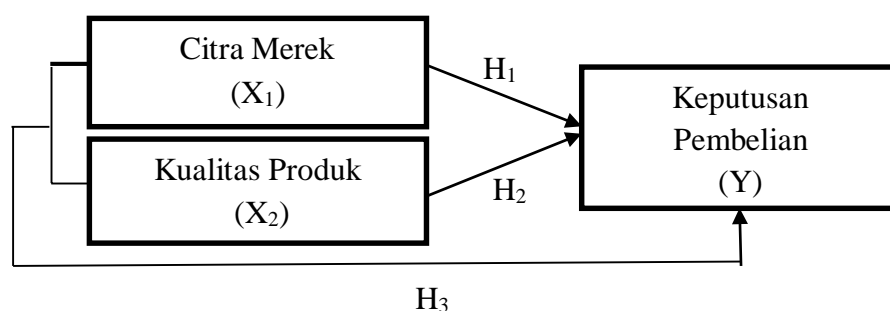 Citra Merek
(X₁)
H₁
Keputusan
Pembelian
(Y)
Kualitas Produk
(X₂)
H₂
H₃